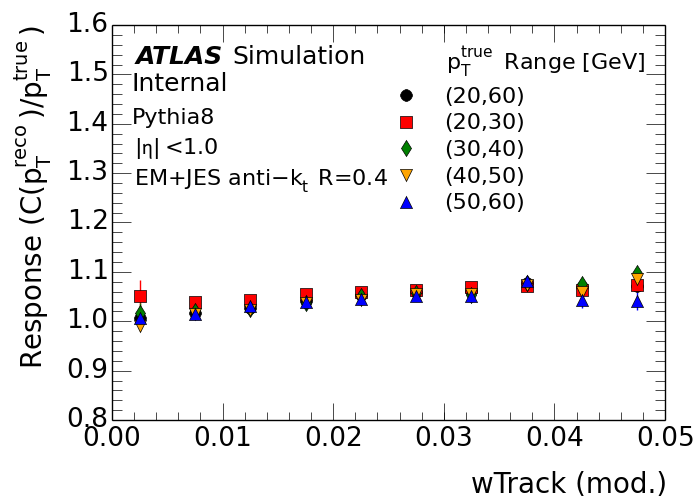 ATLAS Simulation
Internal
Pythia8
|η| <1.0
EM+JES anti−kt R=0.4
pT^true Range [GeV]
(20,60)
(20,30)
(30,40)
(40,50)
(50,60)
Response (C(pT^reco)/pT^true)
1.6
1.5
1.4
1.3
1.2
1.1
1.0
0.9
0.8
0.00 0.01 0.02 0.03 0.04 0.05
wTrack (mod.)